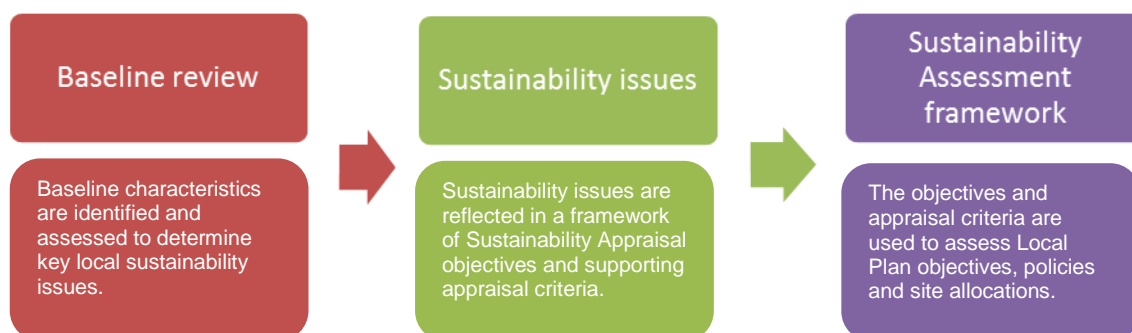 Baseline review
Baseline characteristics
are identified and
assessed to determine
key local sustainability
issues.
Sustainability issues
Sustainability issues are
reflected in a framework
of Sustainability Appraisal
objectives and supporting
appraisal criteria.
Sustainability
Assessment
framework
The objectives and
appraisal criteria are
used to assess Local
Plan objectives, policies
and site allocations.